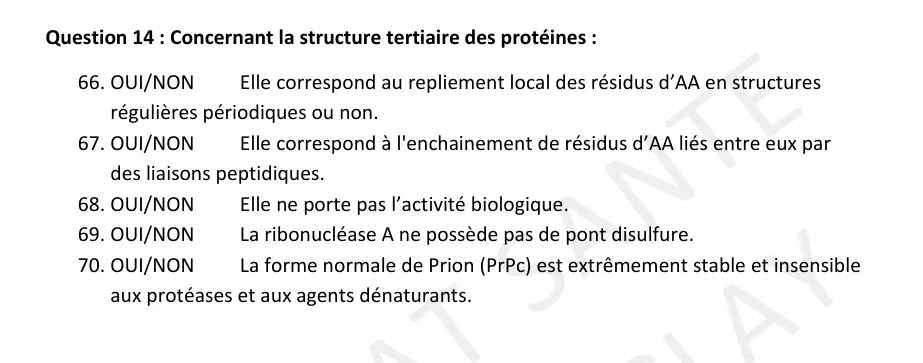 Question 14 : Concernant la structure tertiaire des protéines :
66. OUI/NON Elle correspond au repliement local des résidus d’AA en structures
régulières périodiques ou non.
67. OUI/NON Elle correspond à l'enchainement de résidus d’AA liés entre eux par
des liaisons peptidiques.
68. OUI/NON Elle ne porte pas l’activité biologique.
69. OUI/NON La ribonucléase A ne possède pas de pont disulfure.
70. OUI/NON La forme normale de Prion (PrPc) est extrêmement stable et insensible
aux protéases et aux agents dénaturants.
AT SANTE
LAY